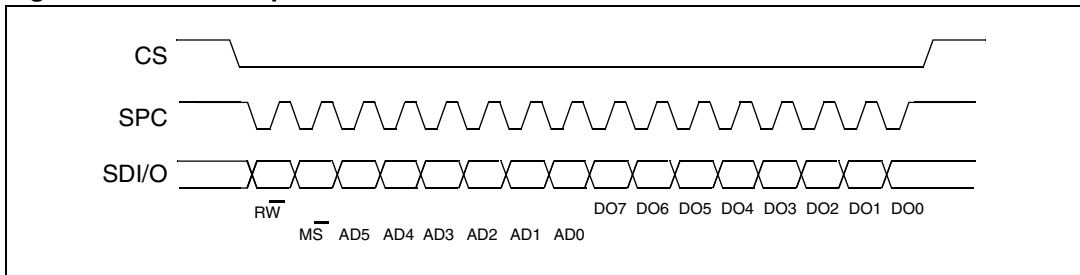 CS
SPC
SDI/O
RW DO7 DO6 DO5 DO4 DO3 DO2 DO1 DO0
MS AD5 AD4 AD3 AD2 AD1 AD0